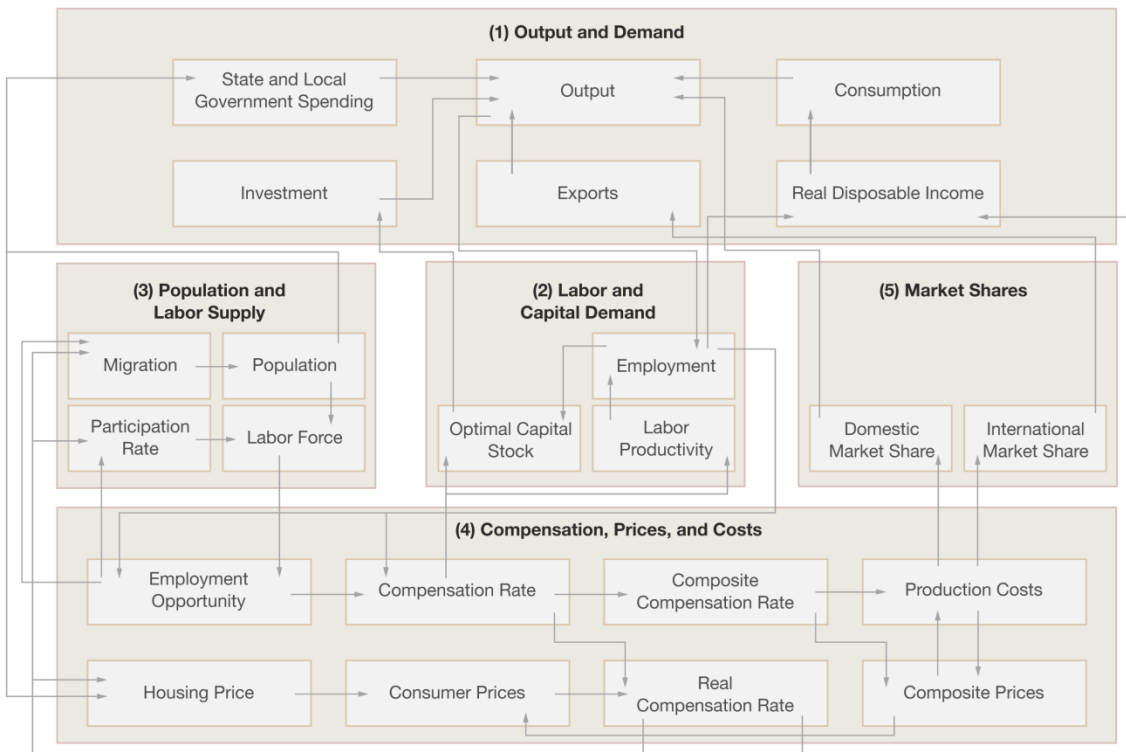 (1) Output and Demand
State and Local
Government Spending
Output
Consumption
Investment
Exports
Real Disposable Income
(3) Population and
Labor Supply
Migration
Population
Participation
Rate
Labor Force
(2) Labor and
Capital Demand
Employment
Optimal Capital
Stock
Labor
Productivity
(5) Market Shares
Domestic
Market Share
International
Market Share
(4) Compensation, Prices, and Costs
Employment
Opportunity
Compensation Rate
Composite
Compensation Rate
Production Costs
Housing Price
Consumer Prices
Real
Compensation Rate
Composite Prices